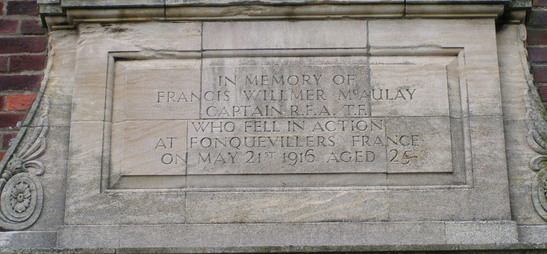 IN MEMORY OF
FRANCIS WILLMER McAULAY
CAPTAIN R.F.A. T.F.
WHO FELL IN ACTION
AT FONQUEVILLERS FRANCE
ON MAY 21ST 1916 AGED 25